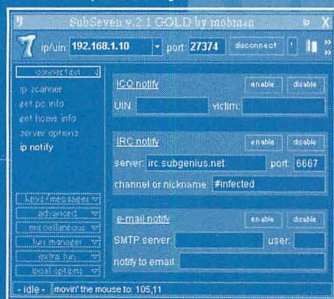 SubSeven v.2.1 GOLD by mobman
ip/uin: 192.168.1.10 port: 27374 disconnect
connection
ip scanner
get pc info
get home info
server options
ip notify
keys/messages
advanced
miscellaneous
fun manager
extra fun
local options
ICQ notify enable disable
UIN: victim:
IRC notify enable disable
server: irc.subgenius.net port: 6667
channel or nickname: #infected
e-mail notify enable disable
SMTP server: user:
notify to email:
- idle - movin' the mouse to: 105,11